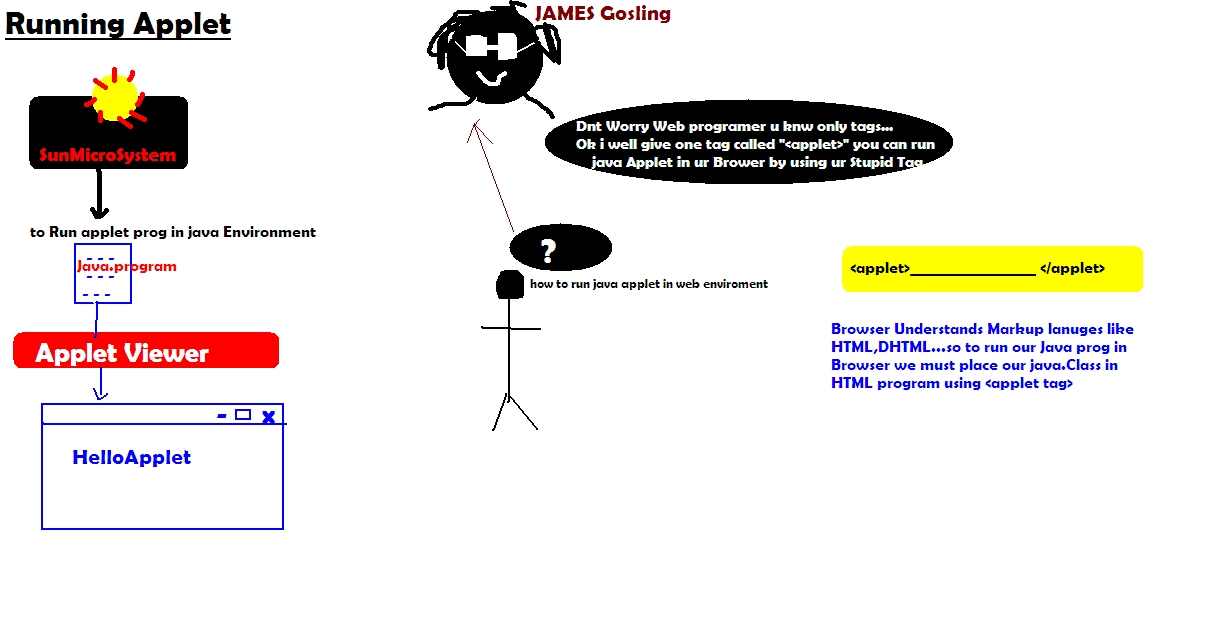 Running Applet
JAMES Gosling
SunMicroSystem
Dnt Worry Web programer u knw only tags...
Ok i well give one tag called "<applet>" you can run
java Applet in ur Brower by using ur Stupid Tag
to Run applet prog in java Environment
Java.program
?
how to run java applet in web enviroment
Applet Viewer
- x
HelloApplet
<applet>________________ </applet>
Browser Understands Markup lanuges like
HTML,DHTML...so to run our Java prog in
Browser we must place our java.Class in
HTML program using <applet tag>